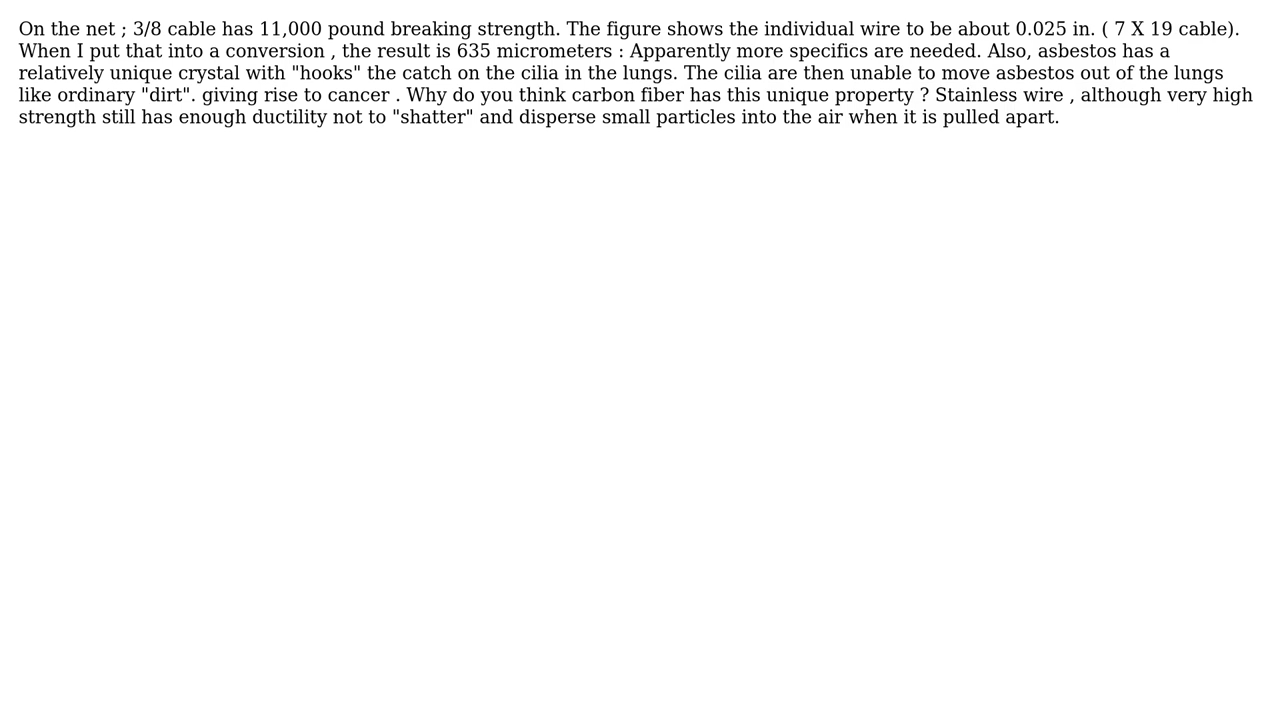 On the net ; 3/8 cable has 11,000 pound breaking strength. The figure shows the individual wire to be about 0.025 in. ( 7 X 19 cable).
When I put that into a conversion , the result is 635 micrometers : Apparently more specifics are needed. Also, asbestos has a
relatively unique crystal with "hooks" the catch on the cilia in the lungs. The cilia are then unable to move asbestos out of the lungs
like ordinary "dirt". giving rise to cancer . Why do you think carbon fiber has this unique property ? Stainless wire , although very high
strength still has enough ductility not to "shatter" and disperse small particles into the air when it is pulled apart.